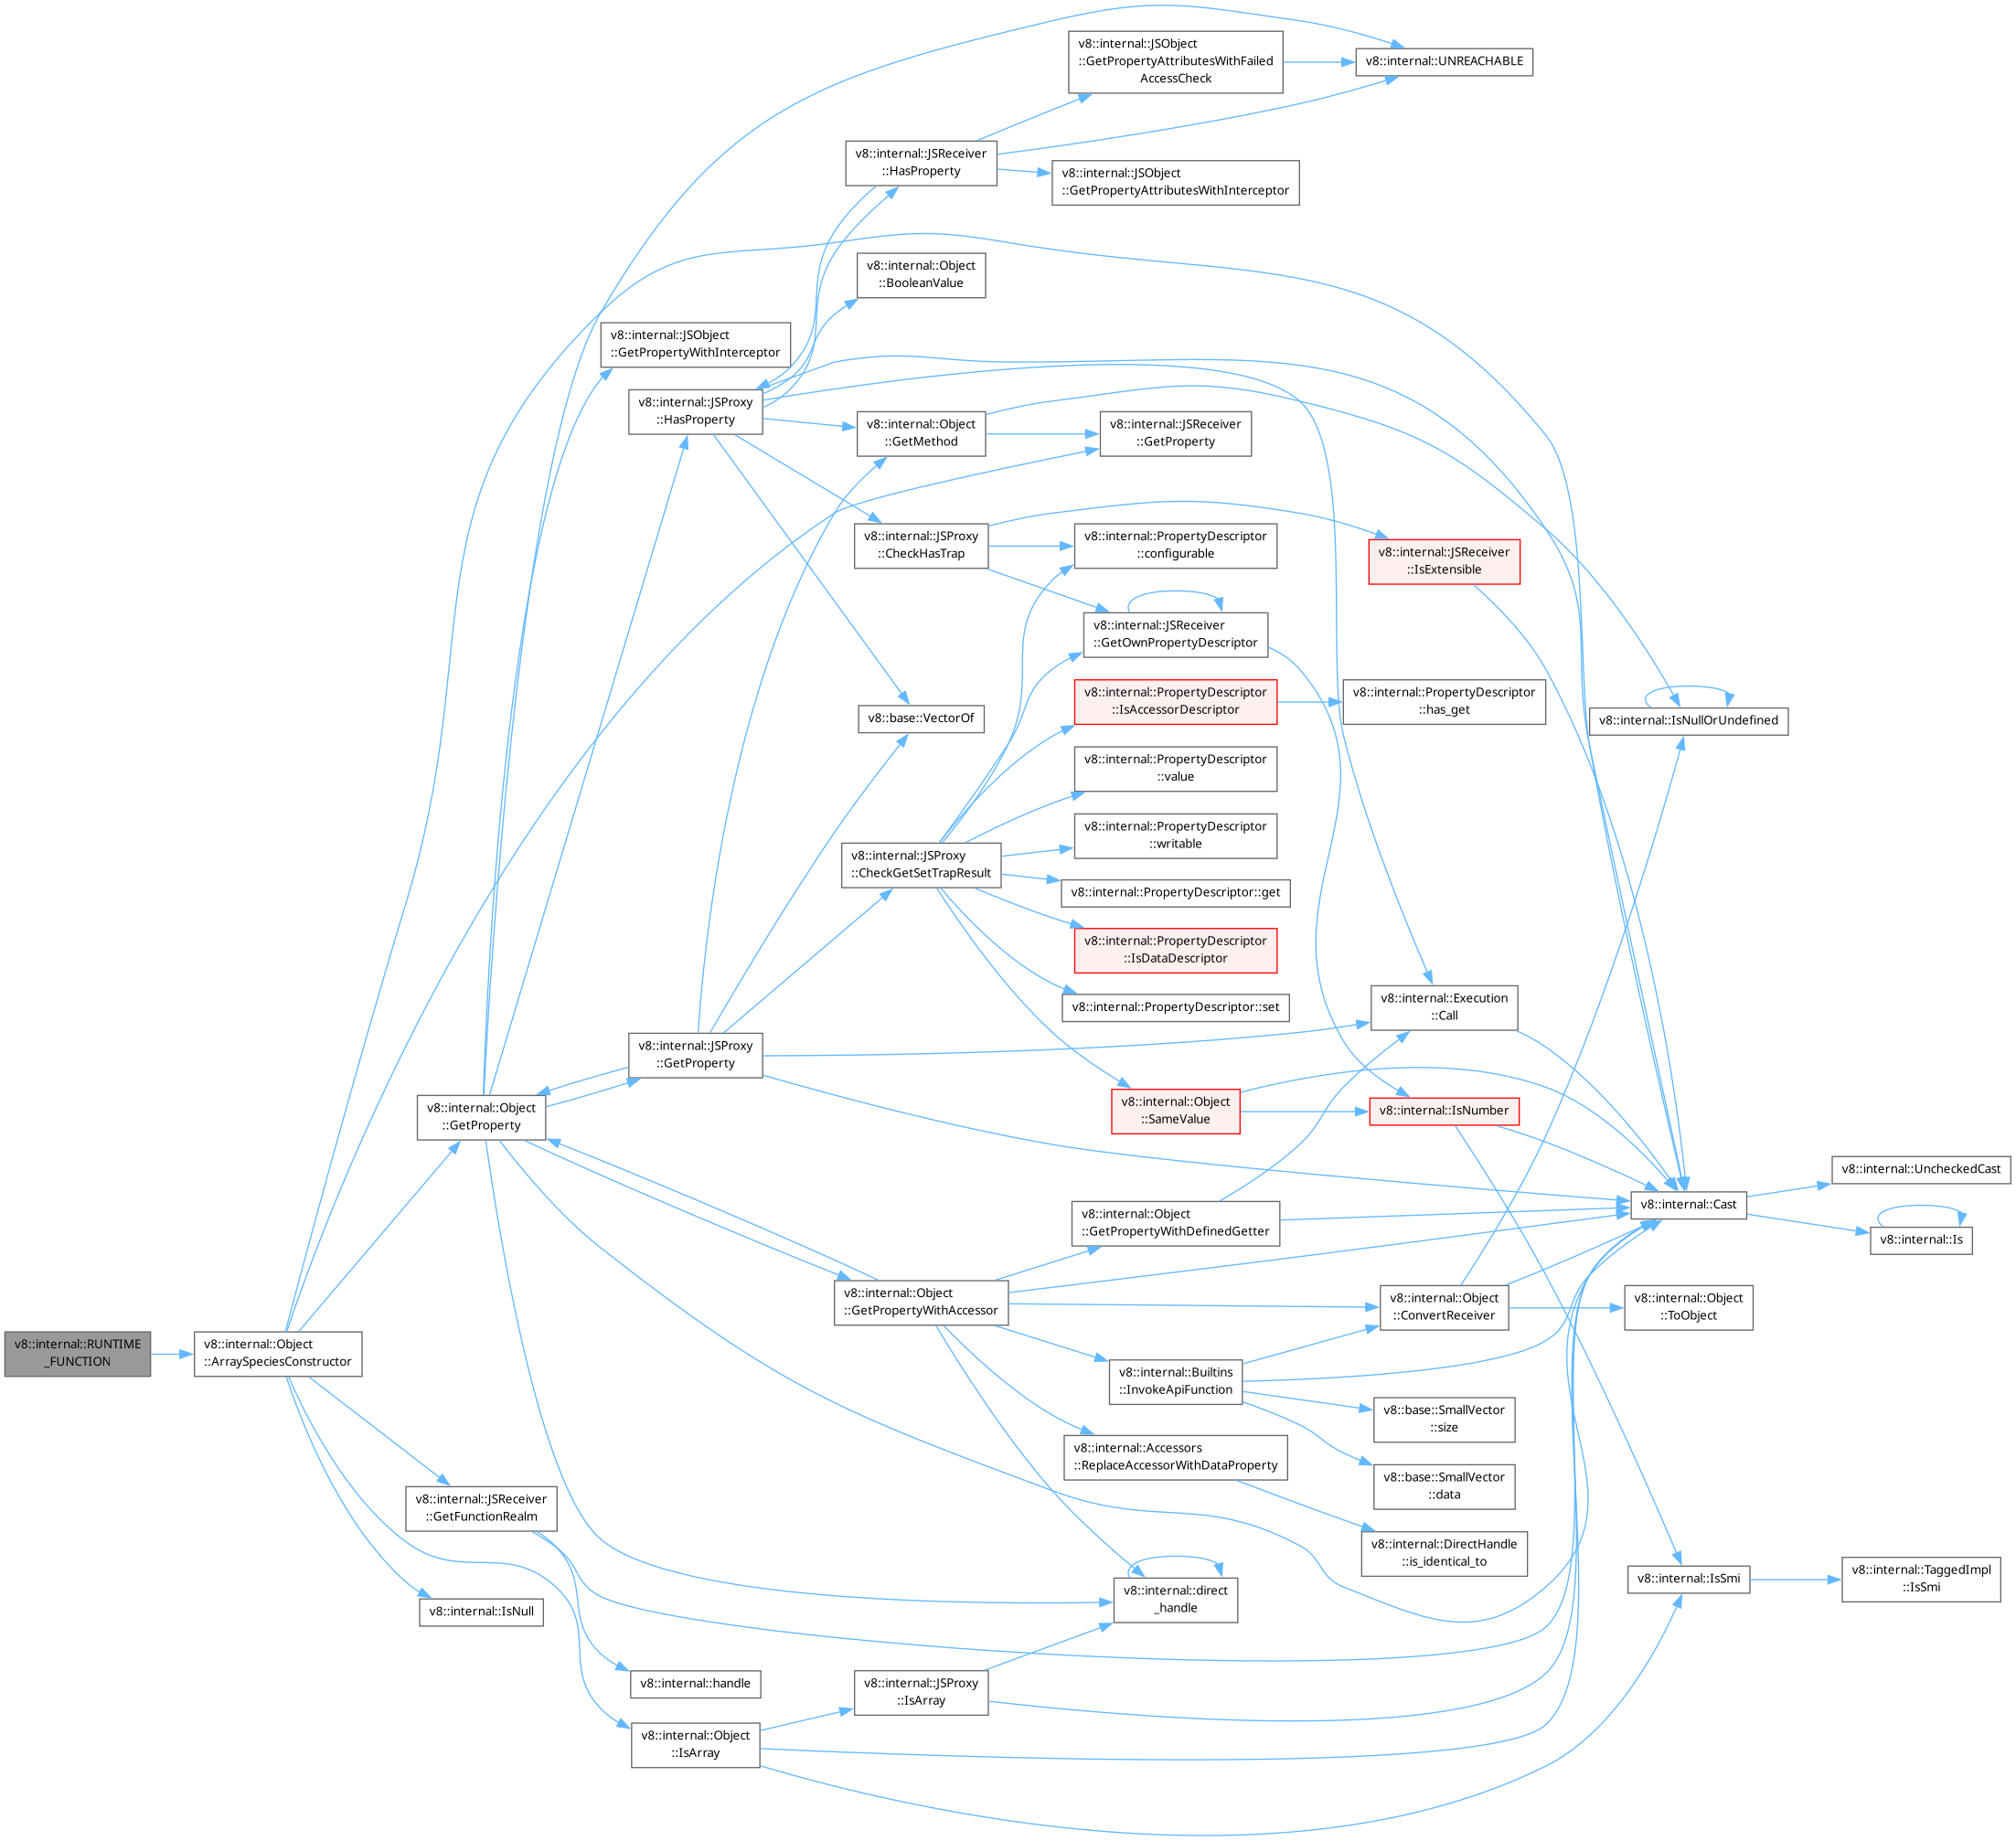 v8::internal::JSObject
::GetPropertyAttributesWithFailed
AccessCheck
v8::internal::UNREACHABLE
v8::internal::JSReceiver
::HasProperty
v8::internal::JSObject
::GetPropertyAttributesWithInterceptor
v8::internal::Object
::BooleanValue
v8::internal::JSObject
::GetPropertyWithInterceptor
v8::internal::JSProxy
::HasProperty
v8::internal::Object
::GetMethod
v8::internal::JSReceiver
::GetProperty
v8::internal::JSProxy
::CheckHasTrap
v8::internal::PropertyDescriptor
::configurable
v8::internal::JSReceiver
::IsExtensible
v8::internal::JSReceiver
::GetOwnPropertyDescriptor
v8::internal::PropertyDescriptor
::IsAccessorDescriptor
v8::internal::PropertyDescriptor
::has_get
v8::internal::IsNullOrUndefined
v8::base::VectorOf
v8::internal::PropertyDescriptor
::value
v8::internal::PropertyDescriptor
::writable
v8::internal::JSProxy
::CheckGetSetTrapResult
v8::internal::PropertyDescriptor::get
v8::internal::PropertyDescriptor
::IsDataDescriptor
v8::internal::PropertyDescriptor::set
v8::internal::Execution
::Call
v8::internal::JSProxy
::GetProperty
v8::internal::Object
::GetProperty
v8::internal::Object
::SameValue
v8::internal::IsNumber
v8::internal::UncheckedCast
v8::internal::Cast
v8::internal::Is
v8::internal::Object
::GetPropertyWithDefinedGetter
v8::internal::Object
::GetPropertyWithAccessor
v8::internal::Object
::ConvertReceiver
v8::internal::Object
::ToObject
v8::internal::RUNTIME
_FUNCTION
v8::internal::Object
::ArraySpeciesConstructor
v8::internal::Builtins
::InvokeApiFunction
v8::base::SmallVector
::size
v8::internal::Accessors
::ReplaceAccessorWithDataProperty
v8::base::SmallVector
::data
v8::internal::JSReceiver
::GetFunctionRealm
v8::internal::DirectHandle
::is_identical_to
v8::internal::IsNull
v8::internal::direct
_handle
v8::internal::IsSmi
v8::internal::TaggedImpl
::IsSmi
v8::internal::handle
v8::internal::JSProxy
::IsArray
v8::internal::Object
::IsArray